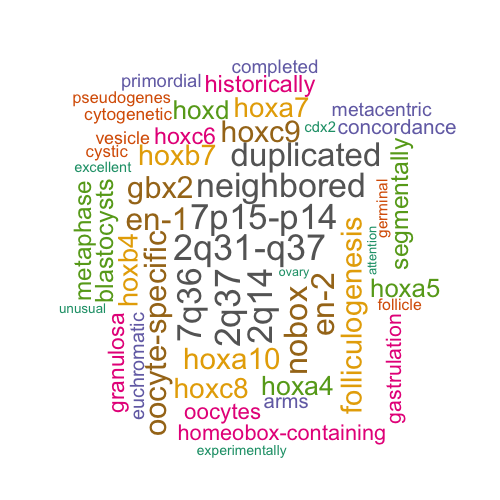 completed
primordial historically
pseudogenes hoxd hoxa7 metacentric
cytogenetic hoxc9 cdx2 concordance
vesicle hoxc6
cystic hoxb7 duplicated
excellent
gbx2 neighbored
en-1 7p15-p14
2q31-q37
metaphase
blastocysts
hoxb4
oocyte-specific
7q36
2q37
2q14
ovary
nobox
en-2
folliculogenesis
attention
germinal
segmentally
unusual
hoxa5
follicle
granulosa
euchromatic
hoxa10
hoxc8 hoxa4
gastrulation
oocytes arms
homeobox-containing
experimentally